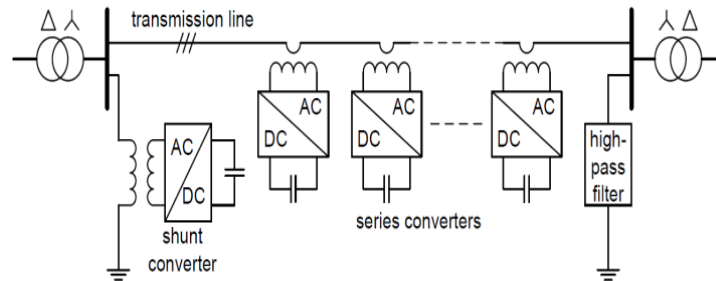 Δ
Δ
transmission line
AC
DC
AC
DC
AC
DC
AC
DC
high-
pass
filter
series converters
shunt
converter